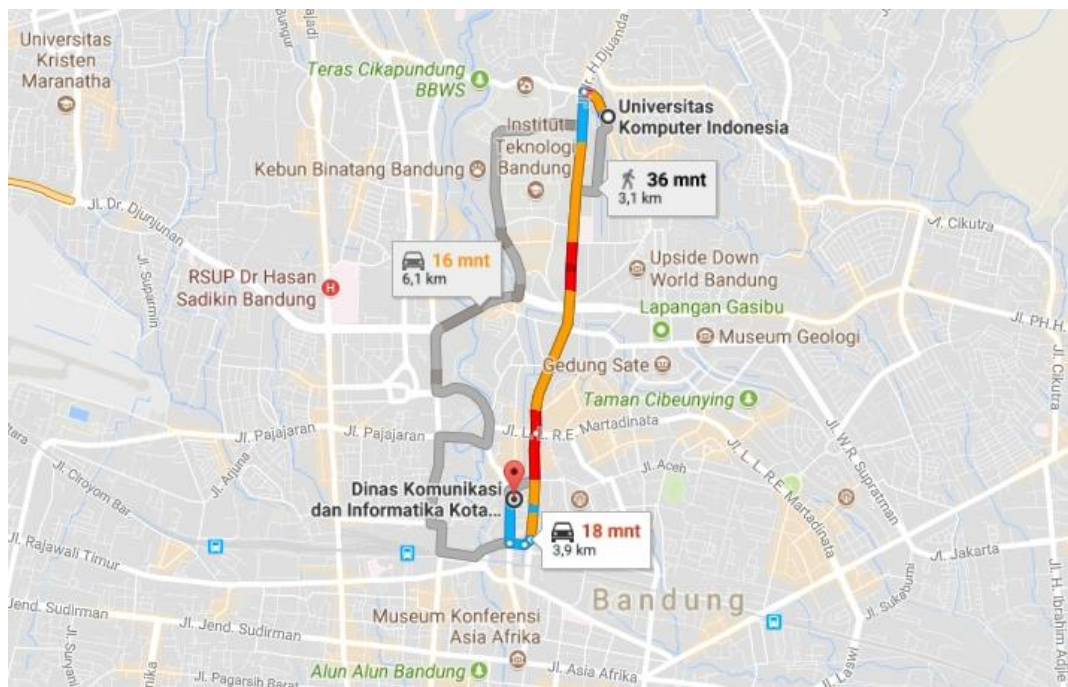 Universitas
Kristen
Maranatha
Bungur
Teras Cikapundung
BBWS
Ir. H.Djuanda
Universitas
Komputer Indonesia
Institut
Teknologi
Bandung
Kebun Binatang Bandung
36 mnt
3,1 km
Jl. Dr. Djunjunan
Jl. Suparmin
RSUP Dr Hasan
Sadikin Bandung
H
16 mnt
6,1 km
Upside Down
World Bandung
Lapangan Gasibu
Museum Geologi
Gedung Sate
Jl. PH.H.
Jl. Cikutra
Taman Cibeunying
Jl. Pajajaran
Jl. Pajajaran
Jl. L. L. R.E. Martadinata
Jl. Aceh
Jl. L. L. R.E. Martadinata
Jl. W.R. Supratman
Jl. Arjuna
Jl. Ciroyom Bar.
Dinas Komunikasi
dan Informatika Kota...
18 mnt
3,9 km
Jl. Rajawali Timur
Jl. Jakarta
Jl. Sukabumi
Jl. H. Ibrahim Adjie
Bandung
Jend. Sudirman
Jl. Jend. Sudirman
Museum Konferensi
Asia Afrika
Jl. Asia Afrika
Alun Alun Bandung
Jl. Suryani
Jl. Pagarsih Barat
Jl. Laswi